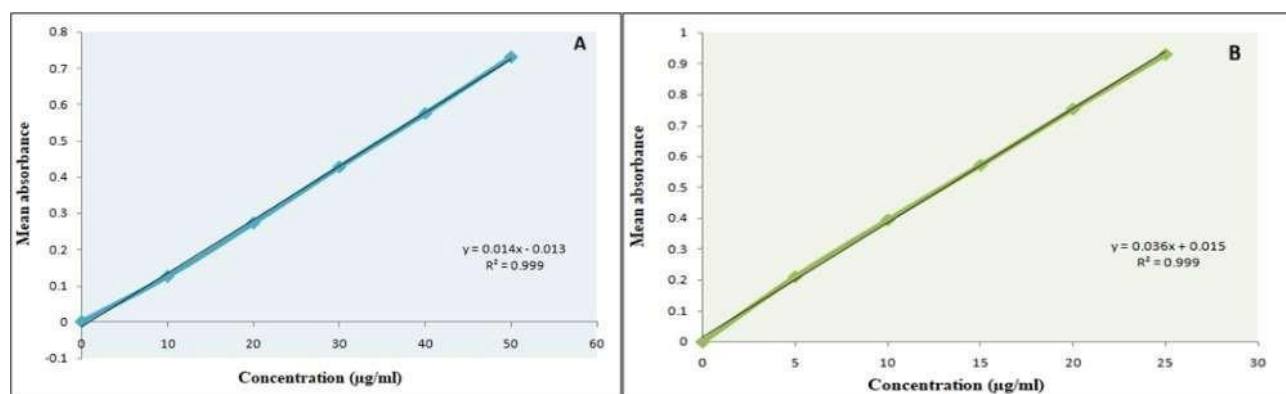 A
Mean absorbance
0.8
0.7
0.6
0.5
0.4
0.3
0.2
0.1
0
-0.1
y = 0.014x - 0.013
R² = 0.999
0 10 20 30 40 50 60
Concentration (µg/ml)
B
Mean absorbance
1
0.9
0.8
0.7
0.6
0.5
0.4
0.3
0.2
0.1
0
y = 0.036x + 0.015
R² = 0.999
0 5 10 15 20 25 30
Concentration (µg/ml)